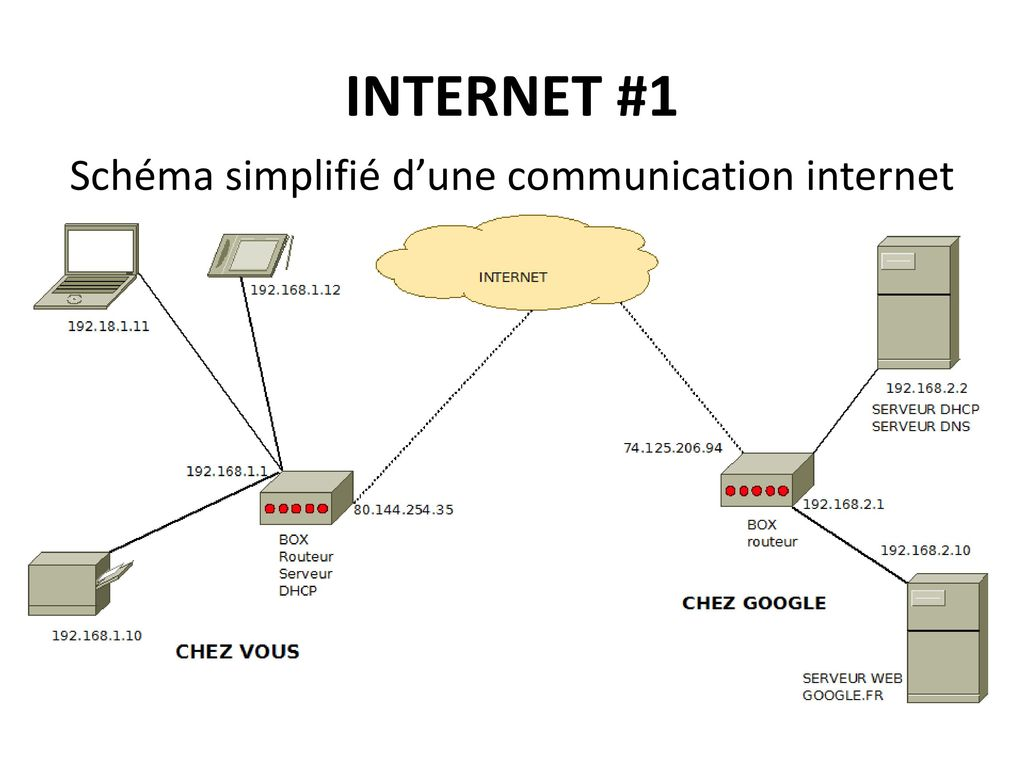 INTERNET #1
Schéma simplifié d’une communication internet
INTERNET
192.168.1.12
192.18.1.11
192.168.1.1
80.144.254.35
BOX
Routeur
Serveur
DHCP
192.168.1.10
CHEZ VOUS
192.168.2.2
SERVEUR DHCP
SERVEUR DNS
74.125.206.94
192.168.2.1
BOX
routeur
192.168.2.10
CHEZ GOOGLE
SERVEUR WEB
GOOGLE.FR